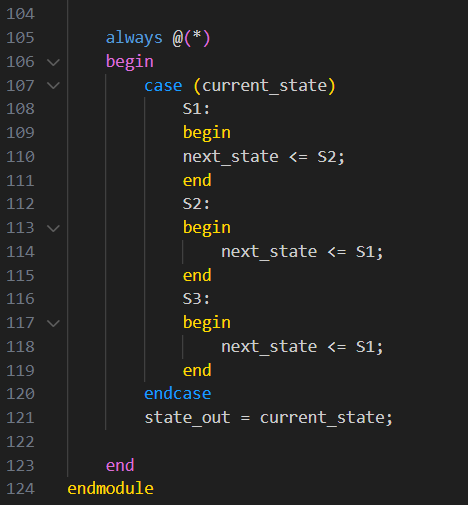 104
105 always @(*)
106 begin
107 case (current_state)
108 S1:
109 begin
110 next_state <= S2;
111 end
112 S2:
113 begin
114 next_state <= S1;
115 end
116 S3:
117 begin
118 next_state <= S1;
119 end
120 endcase
121 state_out = current_state;
122
123 end
124 endmodule